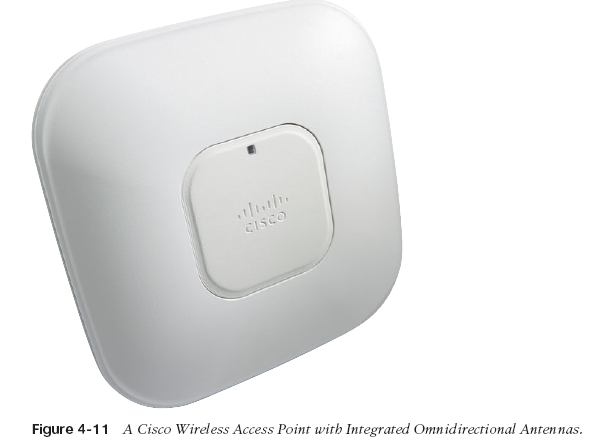 CISCO
Figure 4-11 A Cisco Wireless Access Point with Integrated Omnidirectional Antennas.